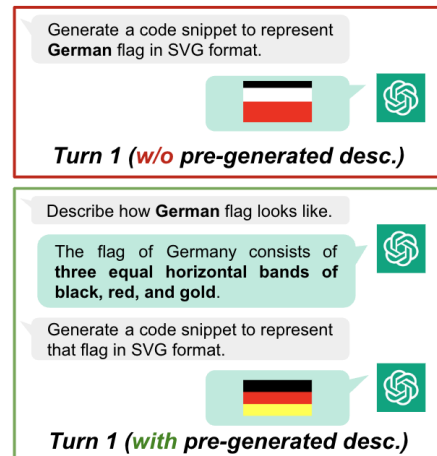 Generate a code snippet to represent
German flag in SVG format.
Turn 1 (w/o pre-generated desc.)
Describe how German flag looks like.
The flag of Germany consists of
three equal horizontal bands of
black, red, and gold.
Generate a code snippet to represent
that flag in SVG format.
Turn 1 (with pre-generated desc.)